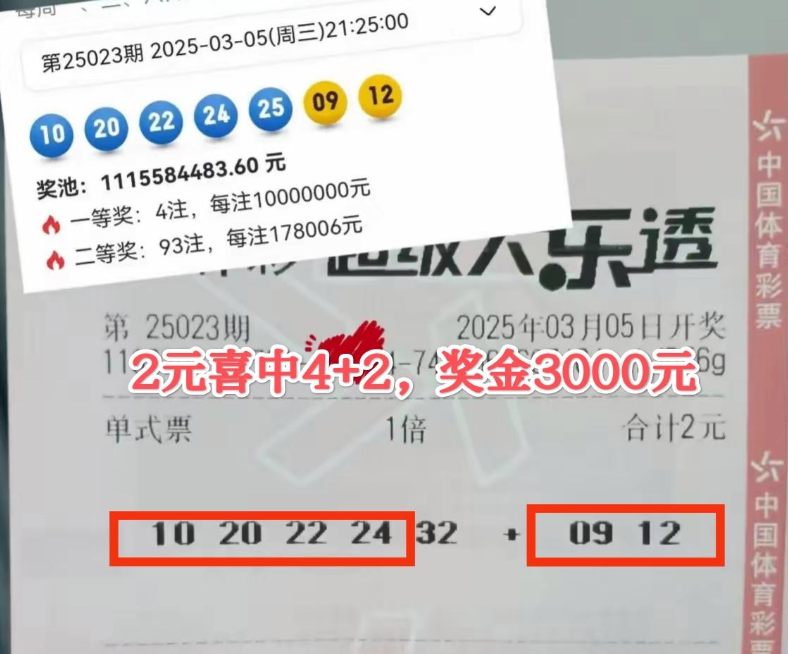 第25023期 2025-03-05(周三)21:25:00
10 20 22 24 25 09 12
奖池：1115584483.60 元
一等奖：4注，每注10000000元
二等奖：93注，每注178006元
超级大乐透
第 25023期 2025年03月05日开奖
2元喜中4+2，奖金3000元
单式票 1倍 合计2元
10 20 22 24 32 + 09 12
中国体育彩票
中国体育彩票